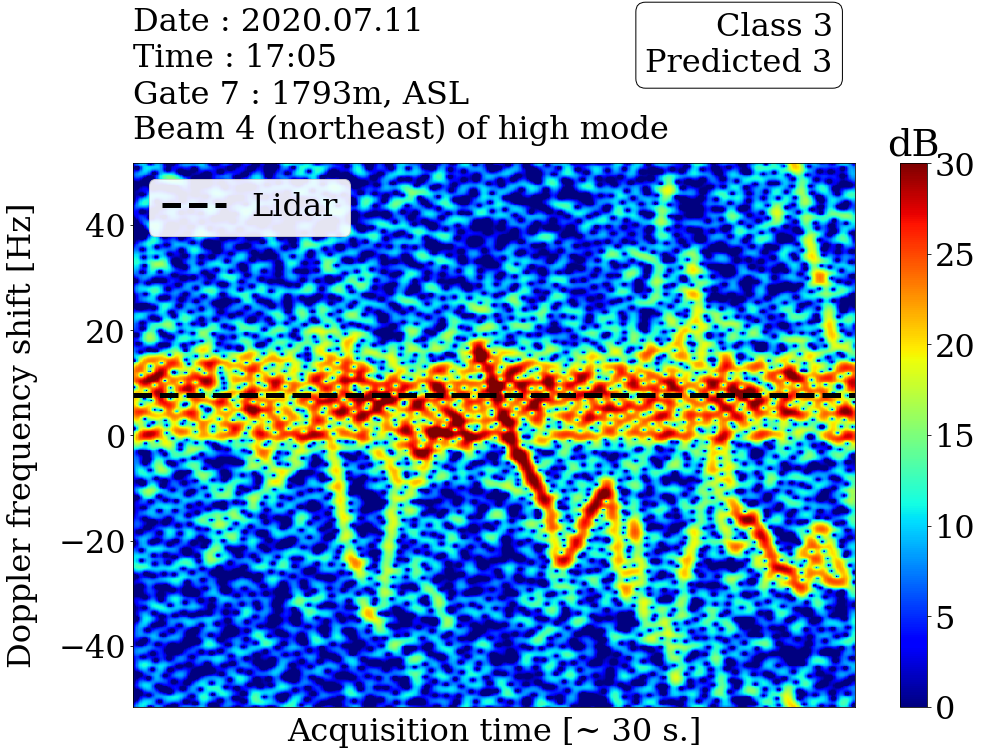 Date : 2020.07.11
Time : 17:05
Gate 7 : 1793m, ASL
Beam 4 (northeast) of high mode
Class 3
Predicted 3
dB
30
25
20
15
10
5
0
Lidar
Doppler frequency shift [Hz]
40
20
0
−20
−40
Acquisition time [~ 30 s.]